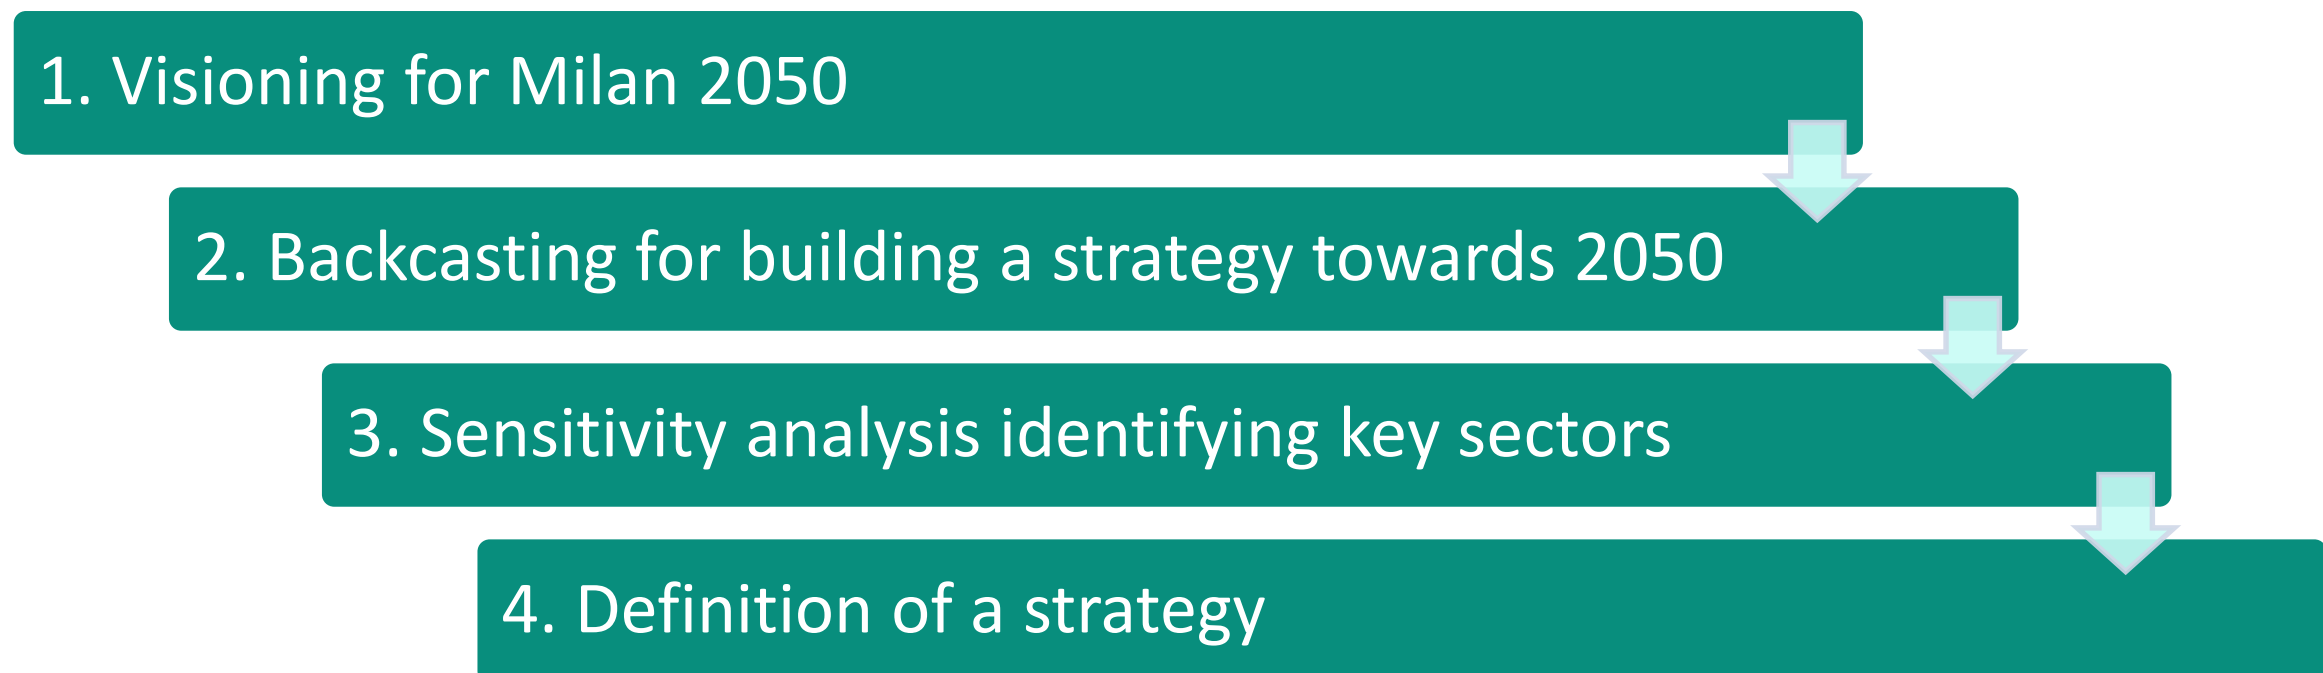 1. Visioning for Milan 2050
2. Backcasting for building a strategy towards 2050
3. Sensitivity analysis identifying key sectors
4. Definition of a strategy